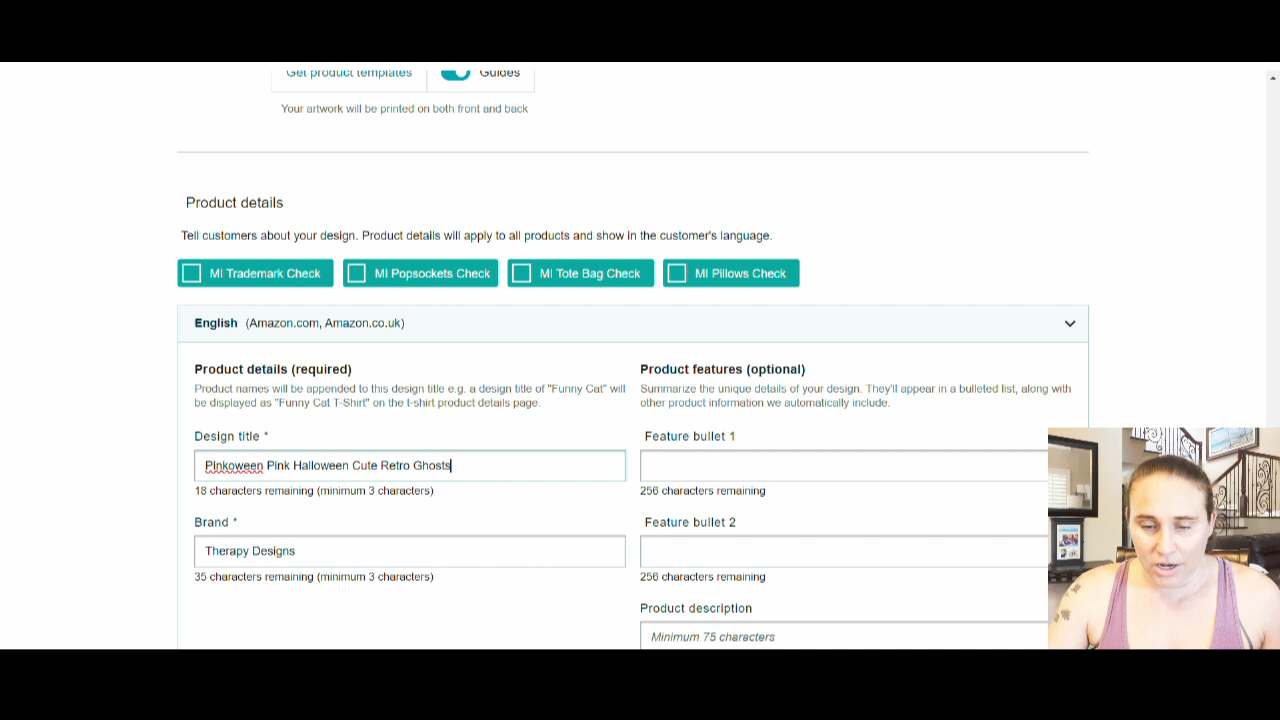 Get product templates
Guides
Your artwork will be printed on both front and back
Product details
Tell customers about your design. Product details will apply to all products and show in the customer's language.
MI Trademark Check
MI Popsockets Check
MI Tote Bag Check
MI Pillows Check
English (Amazon.com, Amazon.co.uk)
Product details (required)
Product names will be appended to this design title e.g. a design title of "Funny Cat" will
be displayed as "Funny Cat T-Shirt" on the t-shirt product details page.
Design title *
Pinkoween Pink Halloween Cute Retro Ghosts
18 characters remaining (minimum 3 characters)
Brand *
Therapy Designs
35 characters remaining (minimum 3 characters)
Product features (optional)
Summarize the unique details of your design. They'll appear in a bulleted list, along with
other product information we automatically include.
Feature bullet 1
256 characters remaining
Feature bullet 2
256 characters remaining
Product description
Minimum 75 characters